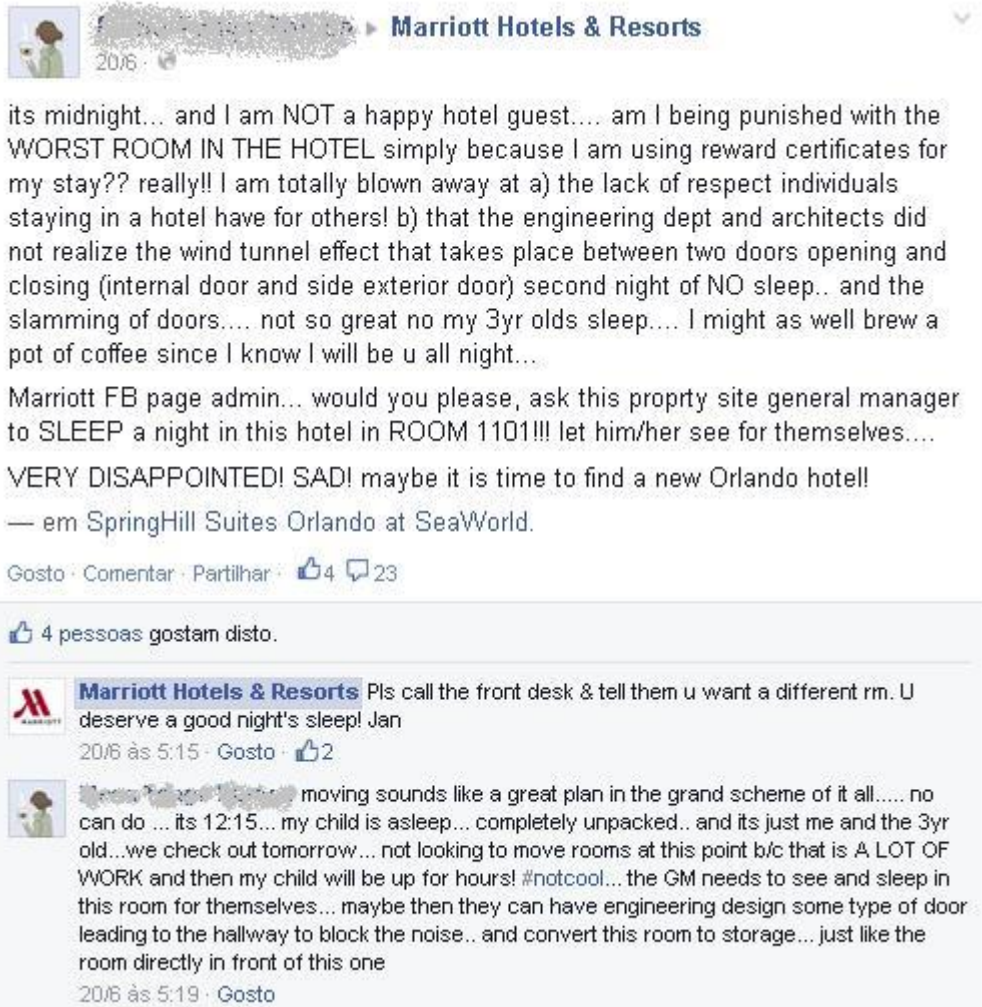 Marriott Hotels & Resorts
20/6 ·
its midnight... and I am NOT a happy hotel guest.... am I being punished with the
WORST ROOM IN THE HOTEL simply because I am using reward certificates for
my stay?? really!! I am totally blown away at a) the lack of respect individuals
staying in a hotel have for others! b) that the engineering dept and architects did
not realize the wind tunnel effect that takes place between two doors opening and
closing (internal door and side exterior door) second night of NO sleep.. and the
slamming of doors.... not so great no my 3yr olds sleep.... I might as well brew a
pot of coffee since I know I will be u all night...
Marriott FB page admin... would you please, ask this proprty site general manager
to SLEEP a night in this hotel in ROOM 1101!!! let him/her see for themselves....
VERY DISAPPOINTED! SAD! maybe it is time to find a new Orlando hotel!
— em SpringHill Suites Orlando at SeaWorld.
Gosto · Comentar · Partilhar · 4 23
4 pessoas gostam disto.
Marriott Hotels & Resorts Pls call the front desk & tell them u want a different rm. U
deserve a good night's sleep! Jan
20/6 às 5:15 · Gosto · 2
MARRIOTT
moving sounds like a great plan in the grand scheme of it all..... no
can do ... its 12:15... my child is asleep... completely unpacked.. and its just me and the 3yr
old...we check out tomorrow... not looking to move rooms at this point b/c that is A LOT OF
WORK and then my child will be up for hours! #notcool... the GM needs to see and sleep in
this room for themselves... maybe then they can have engineering design some type of door
leading to the hallway to block the noise.. and convert this room to storage... just like the
room directly in front of this one
20/6 às 5:19 · Gosto